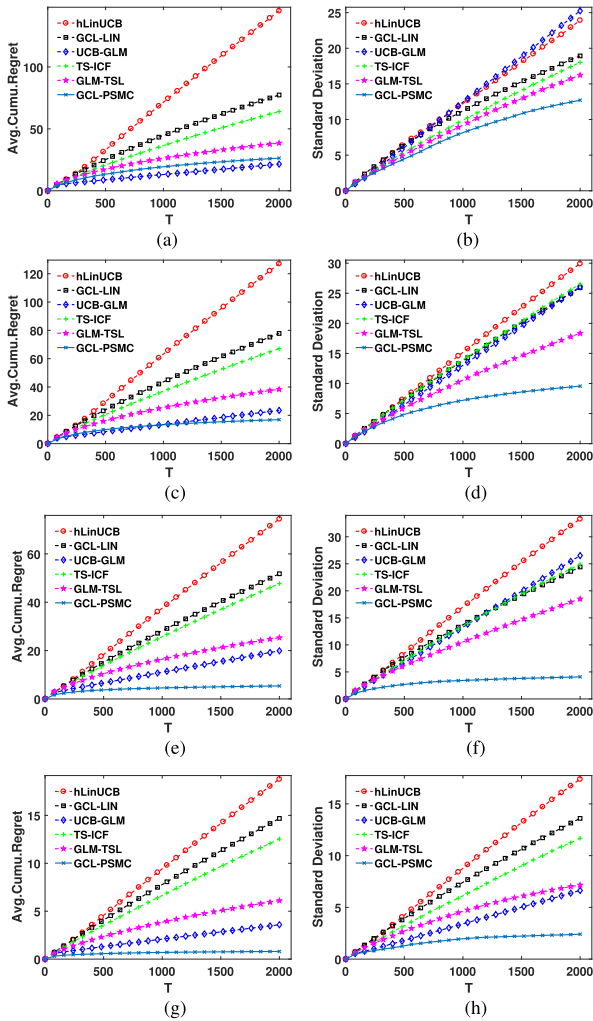 Avg.Cumu.Regret
100
50
0
hLinUCB
GCL-LIN
UCB-GLM
TS-ICF
GLM-TSL
GCL-PSMC
0 500 1000 1500 2000
T
(a)
Standard Deviation
25
20
15
10
5
0
hLinUCB
GCL-LIN
UCB-GLM
TS-ICF
GLM-TSL
GCL-PSMC
0 500 1000 1500 2000
T
(b)
Avg.Cumu.Regret
120
100
80
60
40
20
0
hLinUCB
GCL-LIN
UCB-GLM
TS-ICF
GLM-TSL
GCL-PSMC
0 500 1000 1500 2000
T
(c)
Standard Deviation
30
25
20
15
10
5
0
hLinUCB
GCL-LIN
UCB-GLM
TS-ICF
GLM-TSL
GCL-PSMC
0 500 1000 1500 2000
T
(d)
Avg.Cumu.Regret
60
40
20
0
hLinUCB
GCL-LIN
UCB-GLM
TS-ICF
GLM-TSL
GCL-PSMC
0 500 1000 1500 2000
T
(e)
Standard Deviation
30
25
20
15
10
5
0
hLinUCB
GCL-LIN
UCB-GLM
TS-ICF
GLM-TSL
GCL-PSMC
0 500 1000 1500 2000
T
(f)
Avg.Cumu.Regret
15
10
5
0
hLinUCB
GCL-LIN
UCB-GLM
TS-ICF
GLM-TSL
GCL-PSMC
0 500 1000 1500 2000
T
(g)
Standard Deviation
15
10
5
0
hLinUCB
GCL-LIN
UCB-GLM
TS-ICF
GLM-TSL
GCL-PSMC
0 500 1000 1500 2000
T
(h)